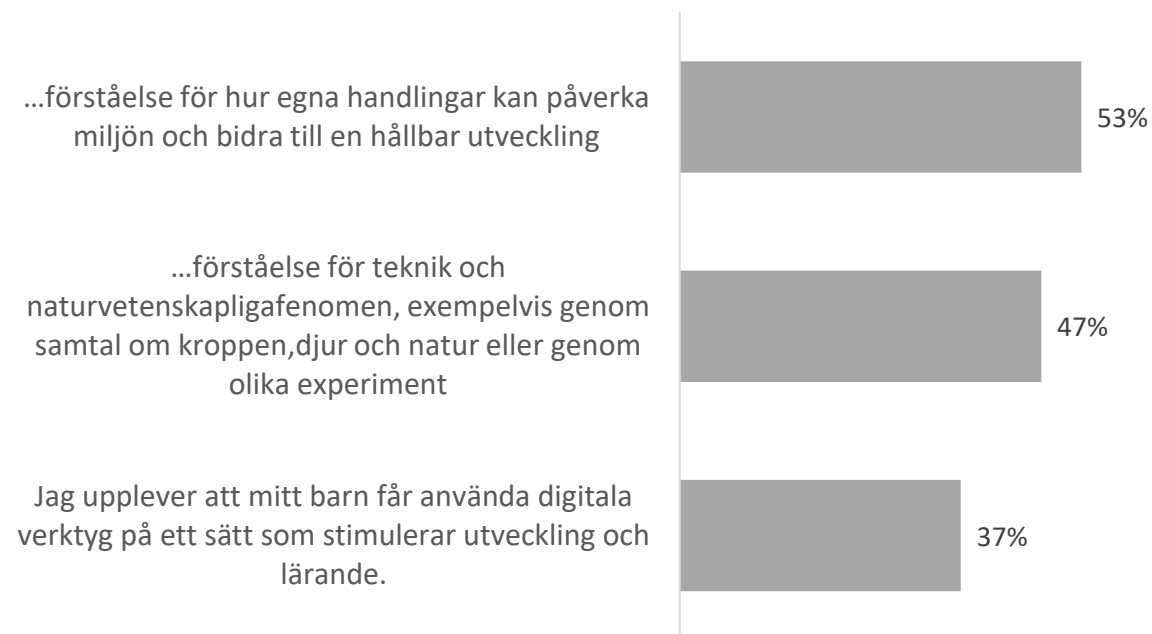 ...förståelse för hur egna handlingar kan påverka
miljön och bidra till en hållbar utveckling
53%
...förståelse för teknik och
naturvetenskapligafenomen, exempelvis genom
samtal om kroppen,djur och natur eller genom
olika experiment
47%
Jag upplever att mitt barn får använda digitala
verktyg på ett sätt som stimulerar utveckling och
lärande.
37%